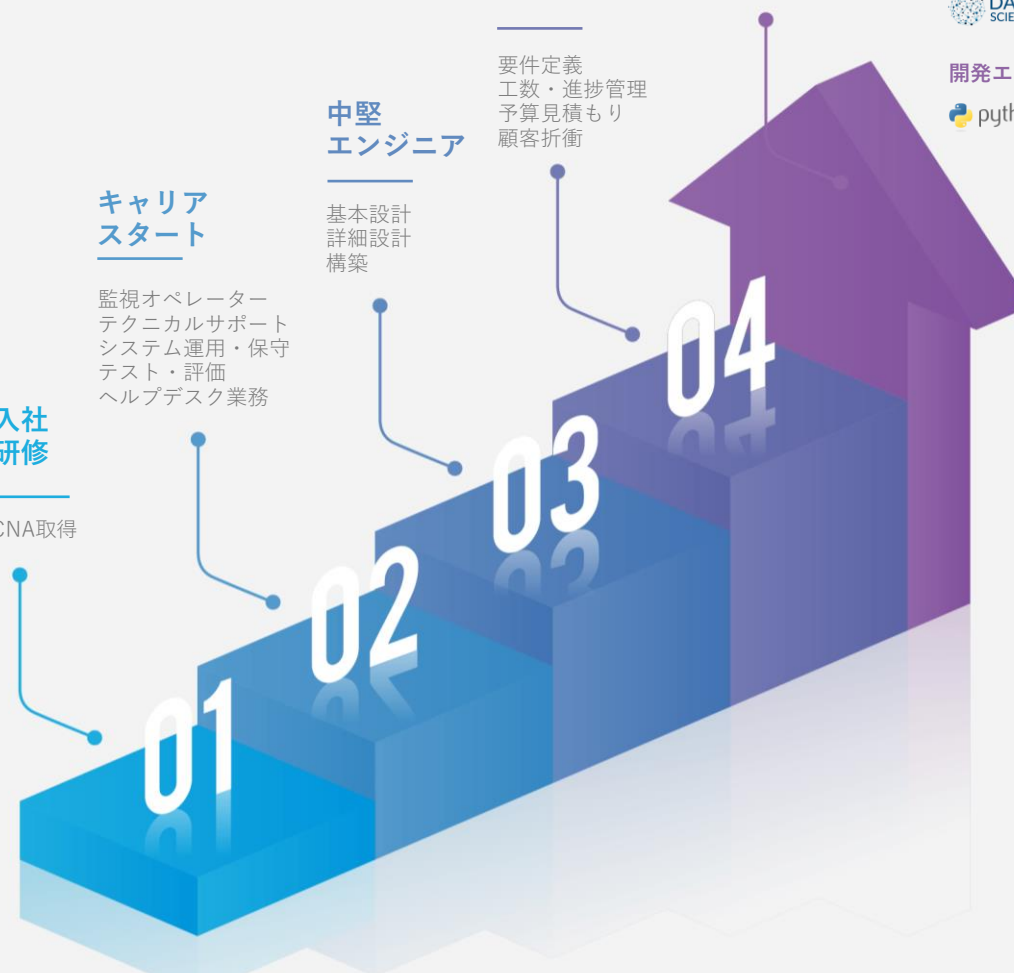 入社
研修
CNA取得
01
キャリア
スタート
監視オペレーター
テクニカルサポート
システム運用・保守
テスト・評価
ヘルプデスク業務
02
中堅
エンジニア
基本設計
詳細設計
構築
03
要件定義
工数・進捗管理
予算見積もり
顧客折衝
04
開発エ